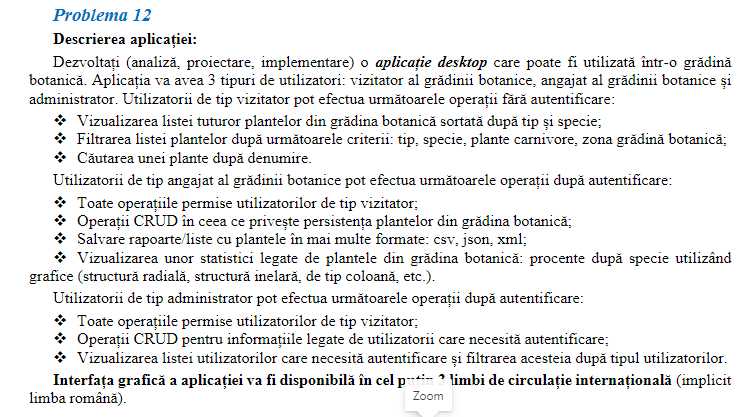 Problema 12
Descrierea aplicației:
Dezvoltați (analiză, proiectare, implementare) o aplicație desktop care poate fi utilizată într-o grădină
botanică. Aplicația va avea 3 tipuri de utilizatori: vizitator al grădinii botanice, angajat al grădinii botanice și
administrator. Utilizatorii de tip vizitator pot efectua următoarele operații fără autentificare:
❖ Vizualizarea listei tuturor plantelor din grădina botanică sortată după tip și specie;
❖ Filtrarea listei plantelor după următoarele criterii: tip, specie, plante carnivore, zona grădină botanică;
❖ Căutarea unei plante după denumire.
Utilizatorii de tip angajat al grădinii botanice pot efectua următoarele operații după autentificare:
❖ Toate operațiile permise utilizatorilor de tip vizitator;
❖ Operații CRUD în ceea ce privește persistența plantelor din grădina botanică;
❖ Salvare rapoarte/liste cu plantele în mai multe formate: csv, json, xml;
❖ Vizualizarea unor statistici legate de plantele din grădina botanică: procente după specie utilizând
grafice (structură radială, structură inelară, de tip coloană, etc.).
Utilizatorii de tip administrator pot efectua următoarele operații după autentificare:
❖ Toate operațiile permise utilizatorilor de tip vizitator;
❖ Operații CRUD pentru informațiile legate de utilizatorii care necesită autentificare;
❖ Vizualizarea listei utilizatorilor care necesită autentificare și filtrarea acesteia după tipul utilizatorilor.
Interfața grafică a aplicației va fi disponibilă în cel puțin 3 limbi de circulație internațională (implicit
limba română).
Zoom